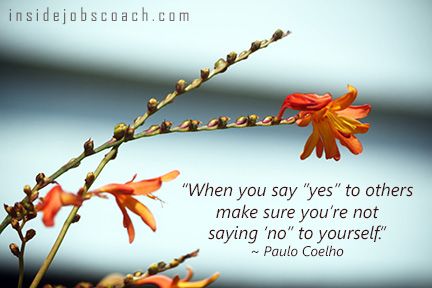 insidejobscoach.com
"When you say "yes" to others
make sure you're not
saying 'no" to yourself."
~ Paulo Coelho